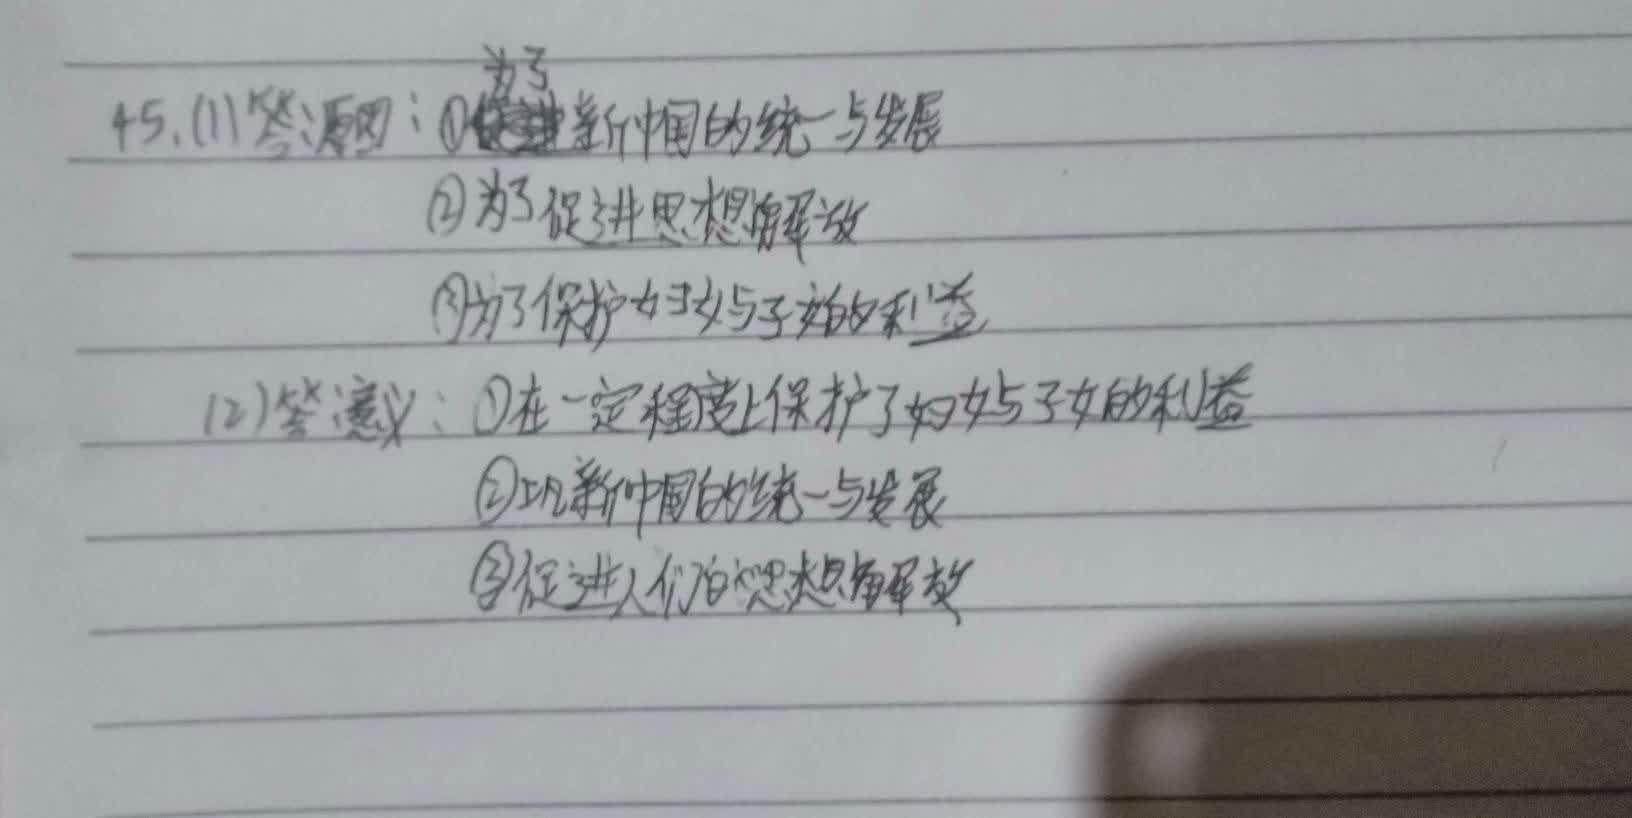 为了
45.(1)答:原因:①新中国的统一与发展
②为了促进思想解放
③为了保护妇女与子女的利益
(2)答:意义:①在一定程度上保护了妇女与子女的利益
②巩新中国的统一与发展
③促进人们的思想解放